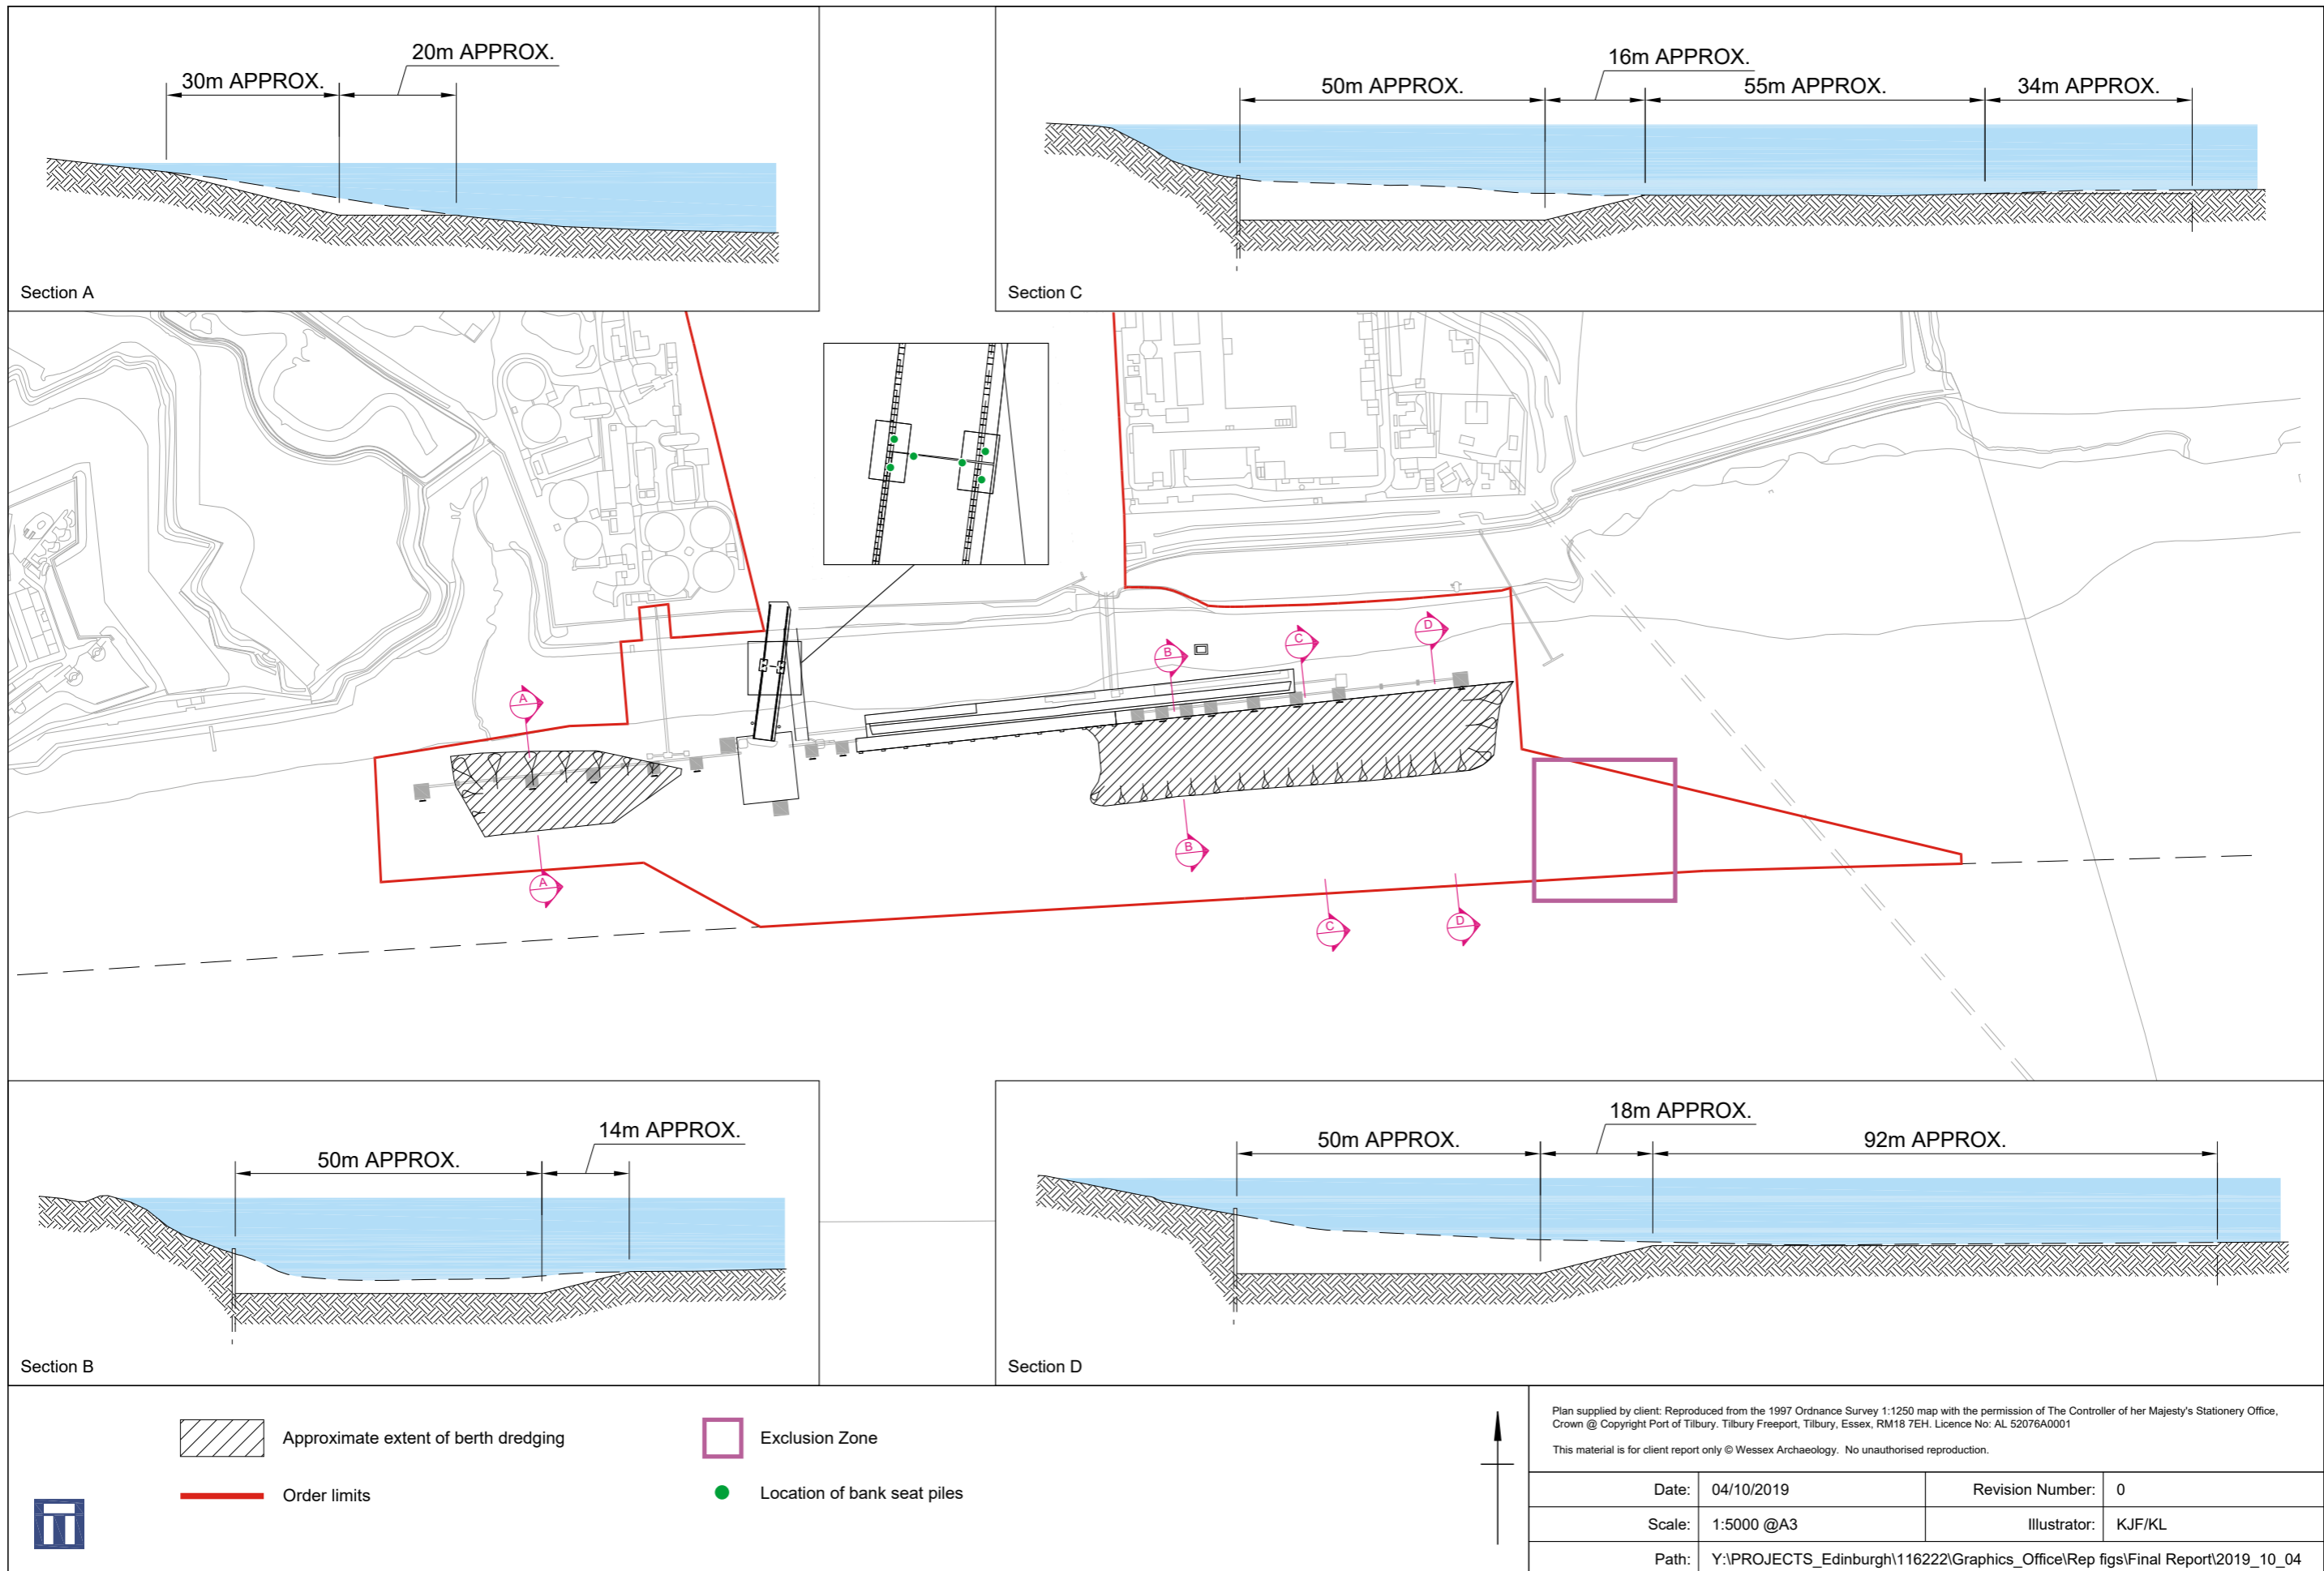 20m APPROX.
30m APPROX.
Section A
16m APPROX.
50m APPROX.
55m APPROX.
34m APPROX.
Section C
A
B
C
D
A
B
C
D
14m APPROX.
50m APPROX.
Section B
18m APPROX.
50m APPROX.
92m APPROX.
Section D
Approximate extent of berth dredging
Order limits
Exclusion Zone
Location of bank seat piles
Plan supplied by client: Reproduced from the 1997 Ordnance Survey 1:1250 map with the permission of The Controller of her Majesty's Stationery Office,
Crown @ Copyright Port of Tilbury. Tilbury Freeport, Tilbury, Essex, RM18 7EH. Licence No: AL 52076A0001
This material is for client report only © Wessex Archaeology. No unauthorised reproduction.
Date: 04/10/2019 Revision Number: 0
Scale: 1:5000 @A3 Illustrator: KJF/KL
Path: Y:\PROJECTS_Edinburgh\116222\Graphics_Office\Rep figs\Final Report\2019_10_04